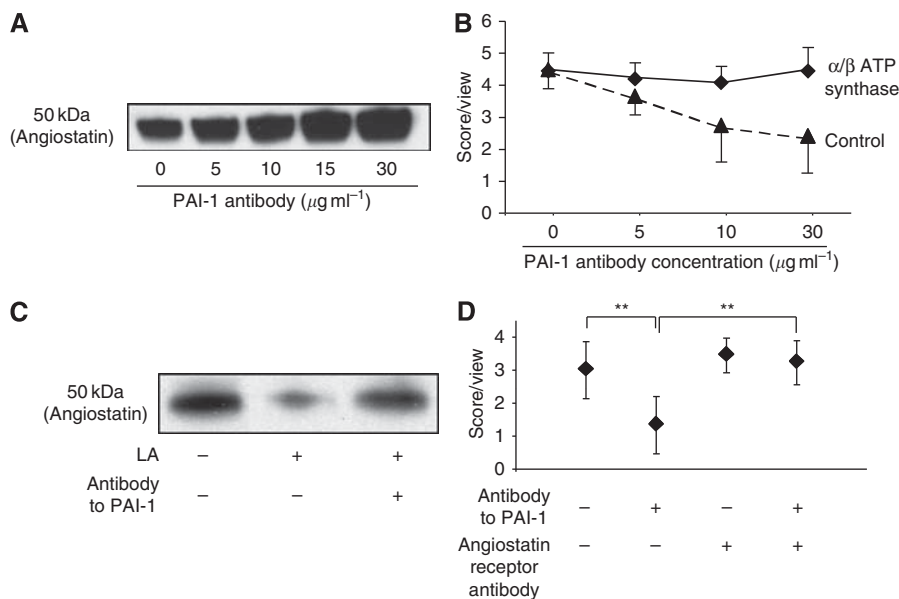 A
50 kDa
(Angiostatin)
0 5 10 15 30
PAI-1 antibody (μg ml⁻¹)
B
Score/view
6
5
4
3
2
1
0
α/β ATP
synthase
Control
0 5 10 30
PAI-1 antibody concentration (μg ml⁻¹)
C
50 kDa
(Angiostatin)
LA − + +
Antibody
to PAI-1 − − +
D
** **
Score/view
4
3
2
1
0
Antibody
to PAI-1 − + − +
Angiostatin − − + +
receptor
antibody